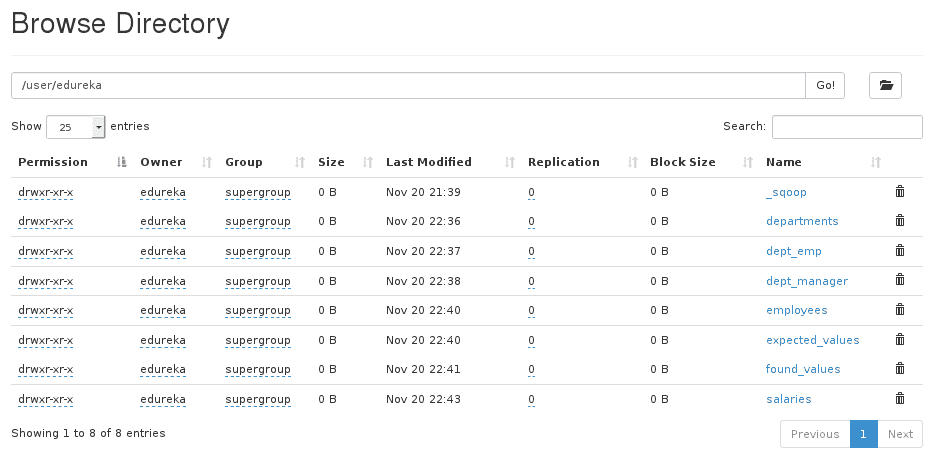 Browse Directory
/user/edureka Go!
Show 25 entries Search:
Permission Owner Group Size Last Modified Replication Block Size Name
drwxr-xr-x edureka supergroup 0 B Nov 20 21:39 0 0 B _sqoop
drwxr-xr-x edureka supergroup 0 B Nov 20 22:36 0 0 B departments
drwxr-xr-x edureka supergroup 0 B Nov 20 22:37 0 0 B dept_emp
drwxr-xr-x edureka supergroup 0 B Nov 20 22:38 0 0 B dept_manager
drwxr-xr-x edureka supergroup 0 B Nov 20 22:40 0 0 B employees
drwxr-xr-x edureka supergroup 0 B Nov 20 22:40 0 0 B expected_values
drwxr-xr-x edureka supergroup 0 B Nov 20 22:41 0 0 B found_values
drwxr-xr-x edureka supergroup 0 B Nov 20 22:43 0 0 B salaries
Showing 1 to 8 of 8 entries Previous 1 Next